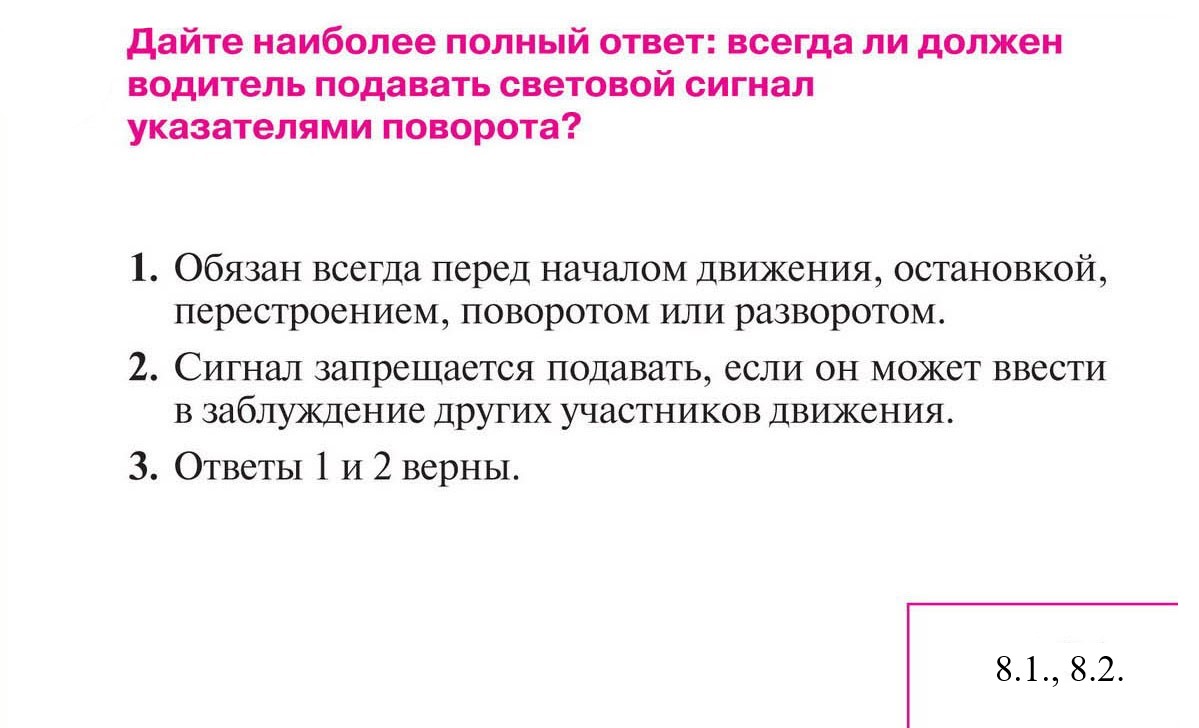 Дайте наиболее полный ответ: всегда ли должен
водитель подавать световой сигнал
указателями поворота?
1. Обязан всегда перед началом движения, остановкой,
перестроением, поворотом или разворотом.
2. Сигнал запрещается подавать, если он может ввести
в заблуждение других участников движения.
3. Ответы 1 и 2 верны.
8.1., 8.2.